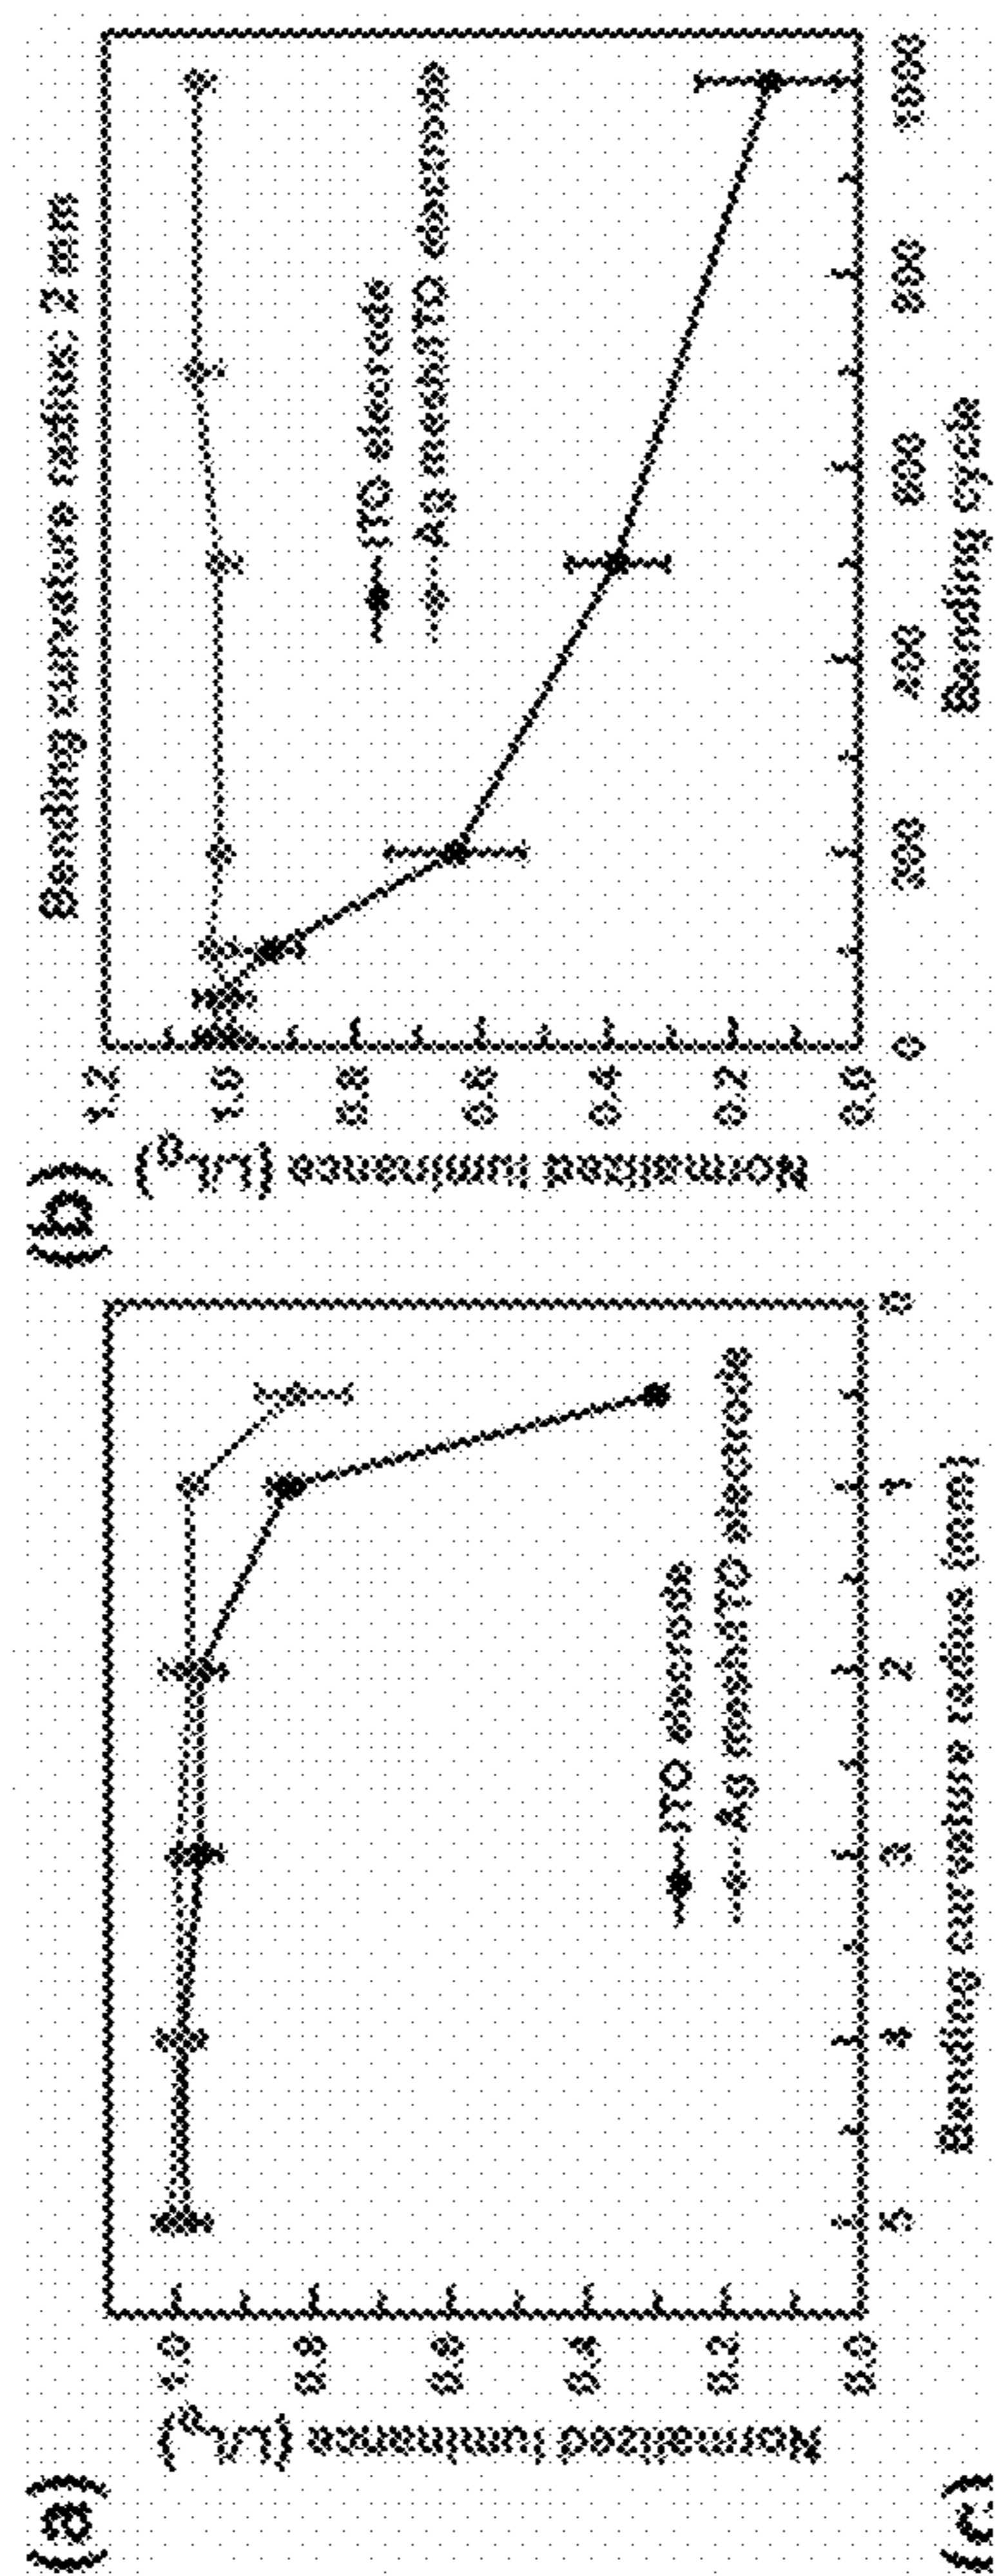 (a)
Normalized luminance (L/L₀)
1.0
0.8
0.6
0.4
0.2
0.0
ITO elecrode
Ag mesh/ITO electrode
5
4
3
2
1
0
Bending curvature radius (mm)
(b)
Bending curvature radius: 2 mm
Normalized luminance (L/L₀)
1.2
1.0
0.8
0.6
0.4
0.2
0.0
ITO elecrode
Ag mesh/ITO electrode
0
200
400
600
800
1000
Bending cycle
(c)